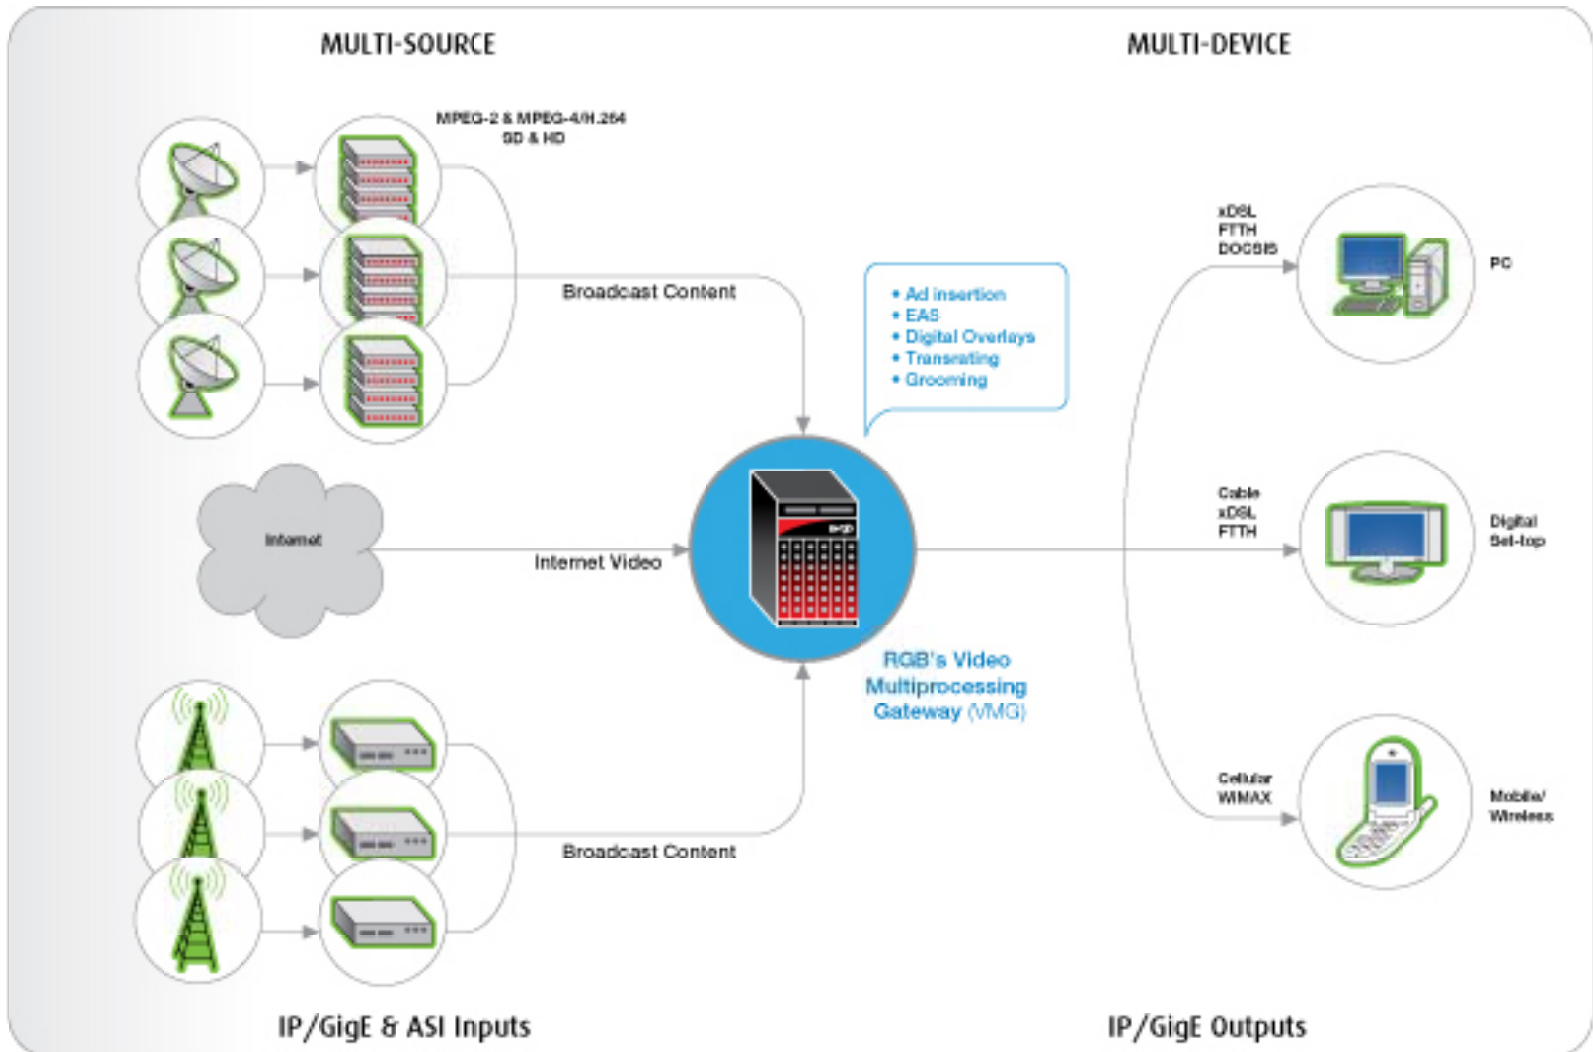 MULTI-SOURCE
MULTI-DEVICE
MPEG-2 & MPEG-4/H.264
SD & HD
xDSL
FTTH
DOCSIS
PC
Broadcast Content
• Ad insertion
• EAS
• Digital Overlays
• Transrating
• Grooming
Internet
Internet Video
Cable
xDSL
FTTH
Digital
Set-top
RGB's Video
Multiprocessing
Gateway (VMG)
Cellular
WiMAX
Mobile/
Wireless
Broadcast Content
IP/GigE & ASI Inputs
IP/GigE Outputs